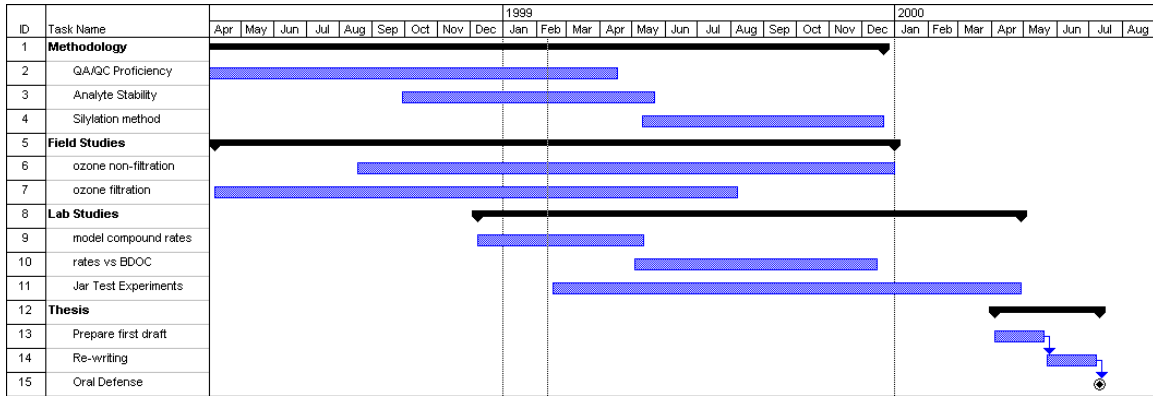 1999 2000
ID Task Name Apr May Jun Jul Aug Sep Oct Nov Dec Jan Feb Mar Apr May Jun Jul Aug Sep Oct Nov Dec Jan Feb Mar Apr May Jun Jul Aug
1 Methodology
2 QA/QC Proficiency
3 Analyte Stability
4 Silylation method
5 Field Studies
6 ozone non-filtration
7 ozone filtration
8 Lab Studies
9 model compound rates
10 rates vs BDOC
11 Jar Test Experiments
12 Thesis
13 Prepare first draft
14 Re-writing
15 Oral Defense